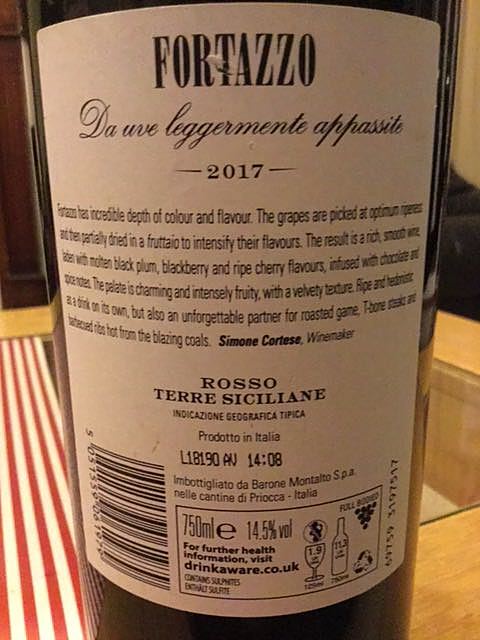 FORTAZZO
Da uve leggermente appassite
2017
Fortazzo has incredible depth of colour and flavour. The grapes are picked at optimum ripeness
and then partially dried in a fruttaio to intensify their flavours. The result is a rich, smooth wine,
laden with molten black plum, blackberry and ripe cherry flavours, infused with chocolate and
spice notes. The palate is charming and intensely fruity, with a velvety texture. Ripe and hedonistic
as a drink on its own, but also an unforgettable partner for roasted game, T-bone steaks and
barbecued ribs hot from the blazing coals. Simone Cortese, Winemaker
ROSSO
TERRE SICILIANE
INDICAZIONE GEOGRAFICA TIPICA
Prodotto in Italia
L18190 AV 14:08
Imbottigliato da Barone Montalto S.p.a.
nelle cantine di Priocca - Italia
750ml e 14.5% vol
For further health
information, visit
drinkaware.co.uk
CONTAINS SULPHITES
ENTHÄLT SULFITE
FULL BODIED
1.9
125ml
11.3
750ml